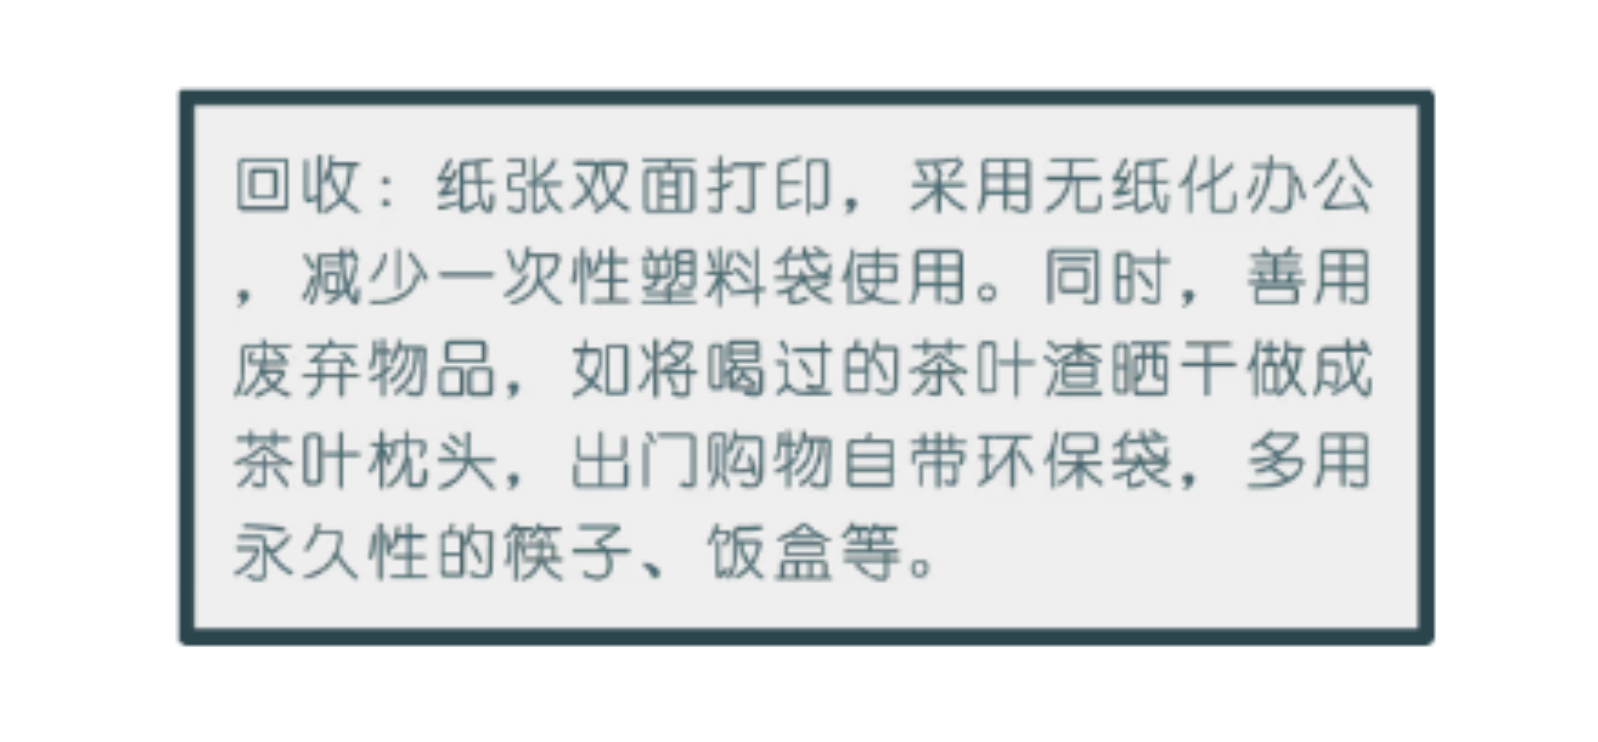 回收：纸张双面打印，采用无纸化办公
，减少一次性塑料袋使用。同时，善用
废弃物品，如将喝过的茶叶渣晒干做成
茶叶枕头，出门购物自带环保袋，多用
永久性的筷子、饭盒等。